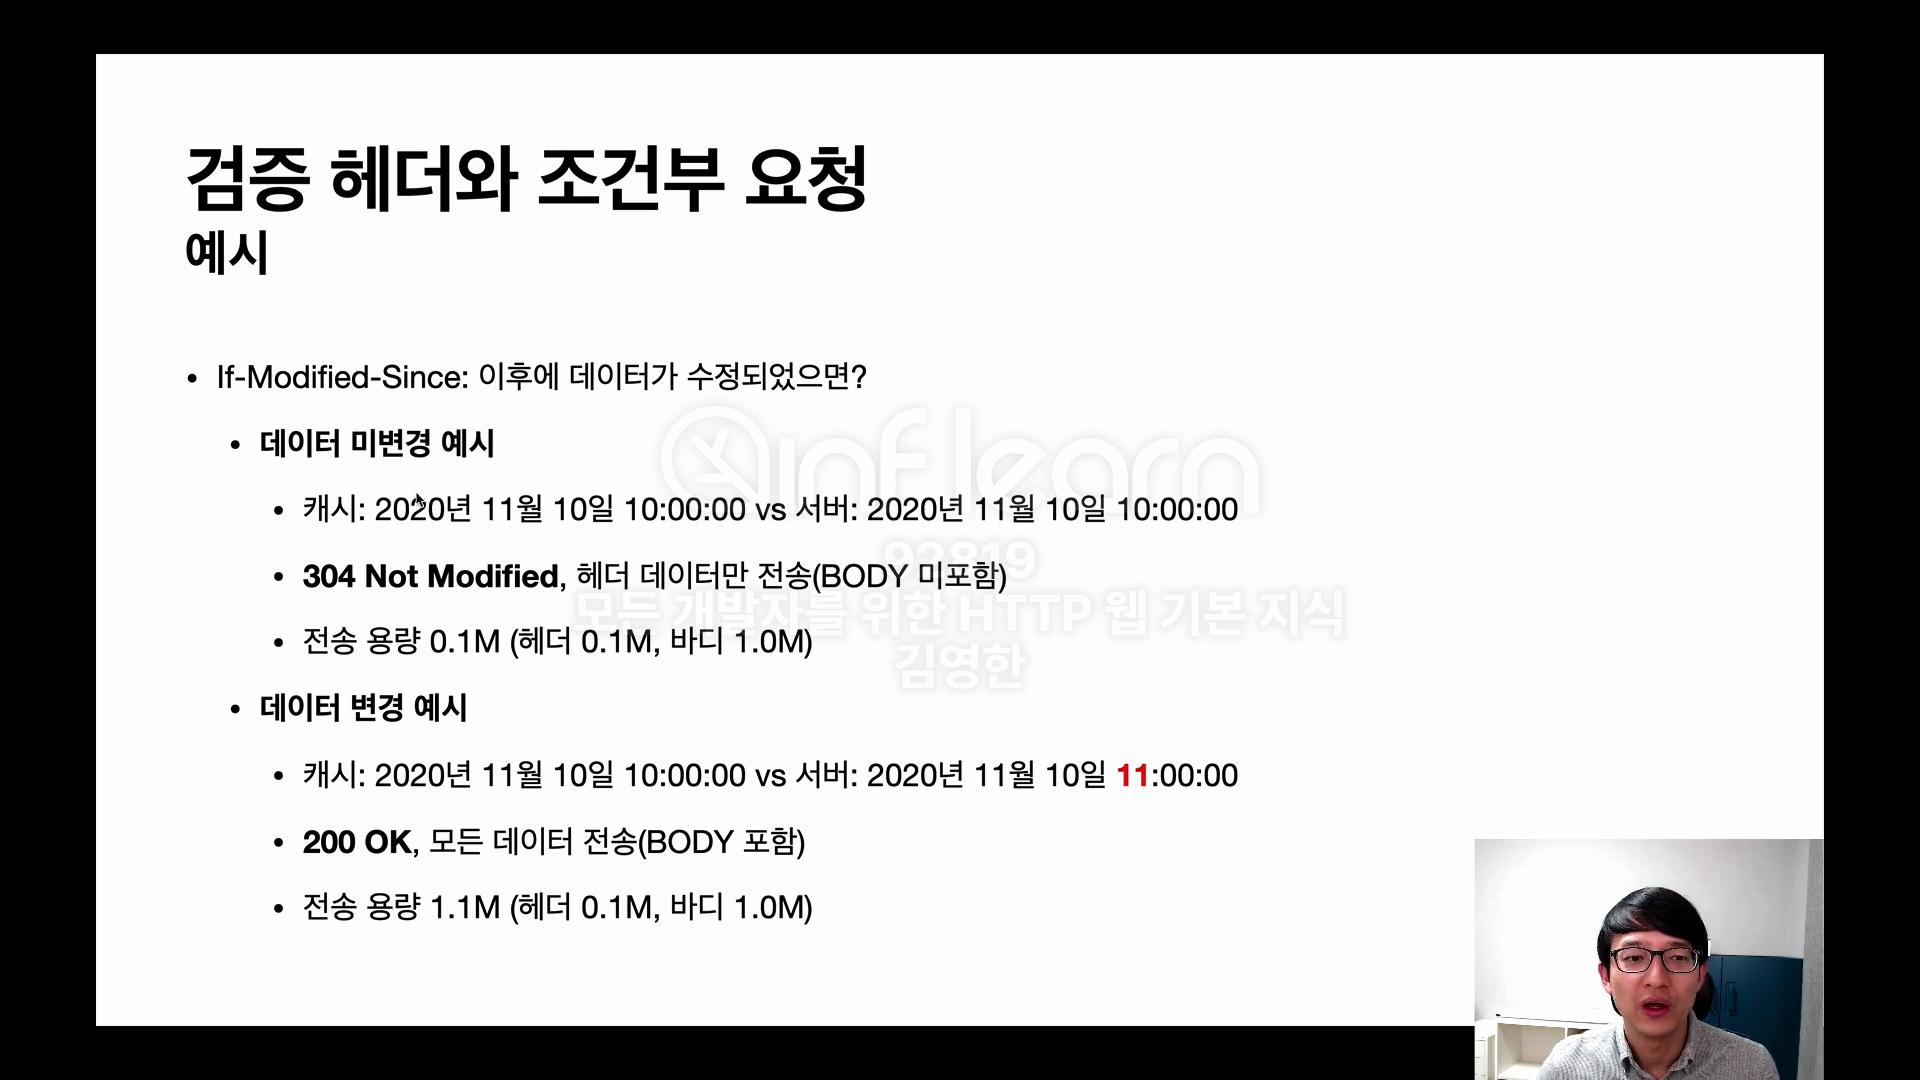 검증 헤더와 조건부 요청
예시
• If-Modified-Since: 이후에 데이터가 수정되었으면?
• 데이터 미변경 예시
• 캐시: 2020년 11월 10일 10:00:00 vs 서버: 2020년 11월 10일 10:00:00
• 304 Not Modified, 헤더 데이터만 전송(BODY 미포함)
• 전송 용량 0.1M (헤더 0.1M, 바디 1.0M)
• 데이터 변경 예시
• 캐시: 2020년 11월 10일 10:00:00 vs 서버: 2020년 11월 10일 11:00:00
• 200 OK, 모든 데이터 전송(BODY 포함)
• 전송 용량 1.1M (헤더 0.1M, 바디 1.0M)
inflearn
92819
모든 개발자를 위한 HTTP 웹 기본 지식
김영한